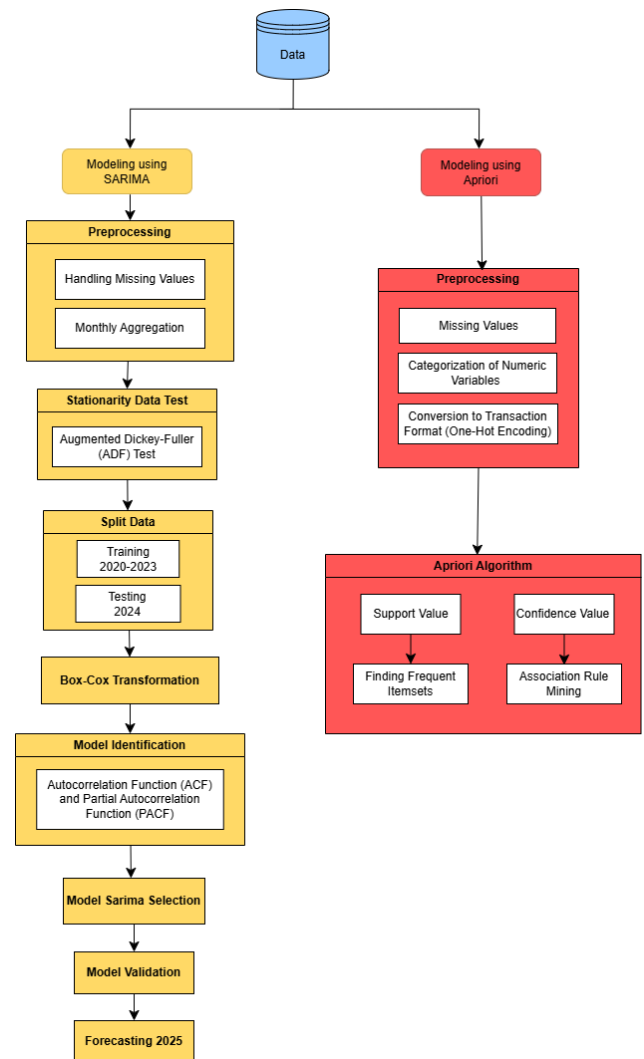 Data
Modeling using
SARIMA
Preprocessing
Handling Missing Values
Monthly Aggregation
Stationarity Data Test
Augmented Dickey-Fuller
(ADF) Test
Split Data
Training
2020-2023
Testing
2024
Box-Cox Transformation
Model Identification
Autocorrelation Function (ACF)
and Partial Autocorrelation
Function (PACF)
Model Sarima Selection
Model Validation
Forecasting 2025
Modeling using
Apriori
Preprocessing
Missing Values
Categorization of Numeric
Variables
Conversion to Transaction
Format (One-Hot Encoding)
Apriori Algorithm
Support Value
Confidence Value
Finding Frequent
Itemsets
Association Rule
Mining